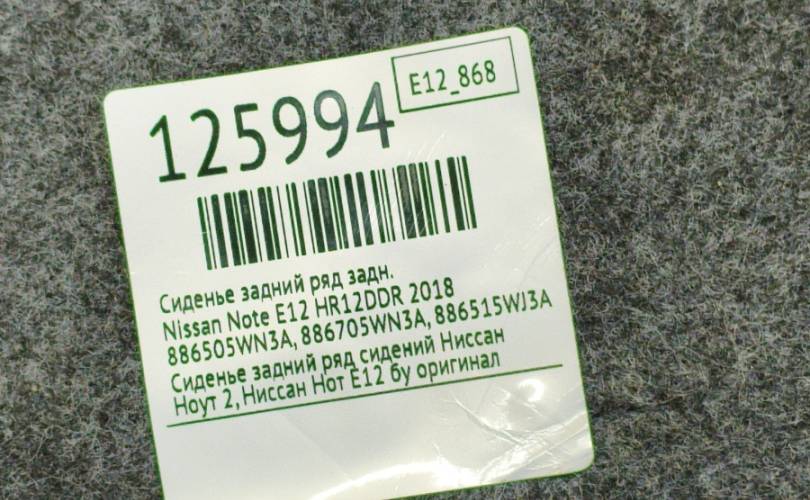 E12_868
125994
Сиденье задний ряд задн.
Nissan Note E12 HR12DDR 2018
886505WN3A, 886705WN3A, 886515WJ3A
Сиденье задний ряд сидений Ниссан
Ноут 2, Ниссан Нот Е12 бу оригинал